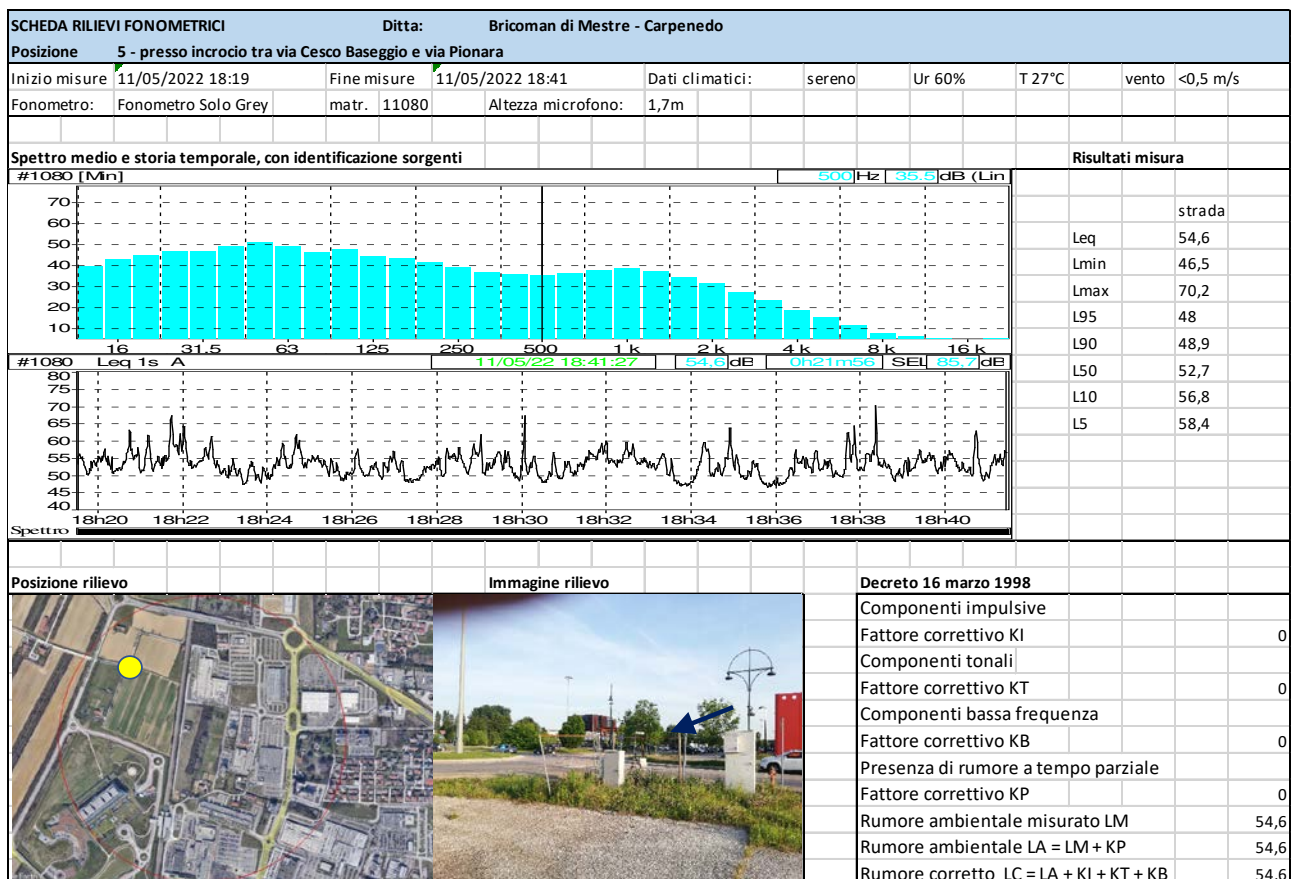 SCHEDA RILIEVI FONOMETRICI Ditta: Bricoman di Mestre - Carpenedo
Posizione 5 - presso incrocio tra via Cesco Baseggio e via Pionara
Inizio misure 11/05/2022 18:19 Fine misure 11/05/2022 18:41 Dati climatici: sereno Ur 60% T 27°C vento <0,5 m/s
Fonometro: Fonometro Solo Grey matr. 11080 Altezza microfono: 1,7m
Spettro medio e storia temporale, con identificazione sorgenti Risultati misura
#1080 [Min] 500 Hz 35.5 dB (Lin
70
60
50
40
30
20
10
16 31.5 63 125 250 500 1 k 2 k 4 k 8 k 16 k
#1080 Leq 1s A 11/05/22 18:41:27 54,6 dB 0h21m56 SEL 85,7 dB
80
75
70
65
60
55
50
45
40
18h20 18h22 18h24 18h26 18h28 18h30 18h32 18h34 18h36 18h38 18h40
Spettro
strada
Leq 54,6
Lmin 46,5
Lmax 70,2
L95 48
L90 48,9
L50 52,7
L10 56,8
L5 58,4
Posizione rilievo Immagine rilievo Decreto 16 marzo 1998
Componenti impulsive
Fattore correttivo KI 0
Componenti tonali
Fattore correttivo KT 0
Componenti bassa frequenza
Fattore correttivo KB 0
Presenza di rumore a tempo parziale
Fattore correttivo KP 0
Rumore ambientale misurato LM 54,6
Rumore ambientale LA = LM + KP 54,6
Rumore corretto LC = LA + KI + KT + KB 54,6